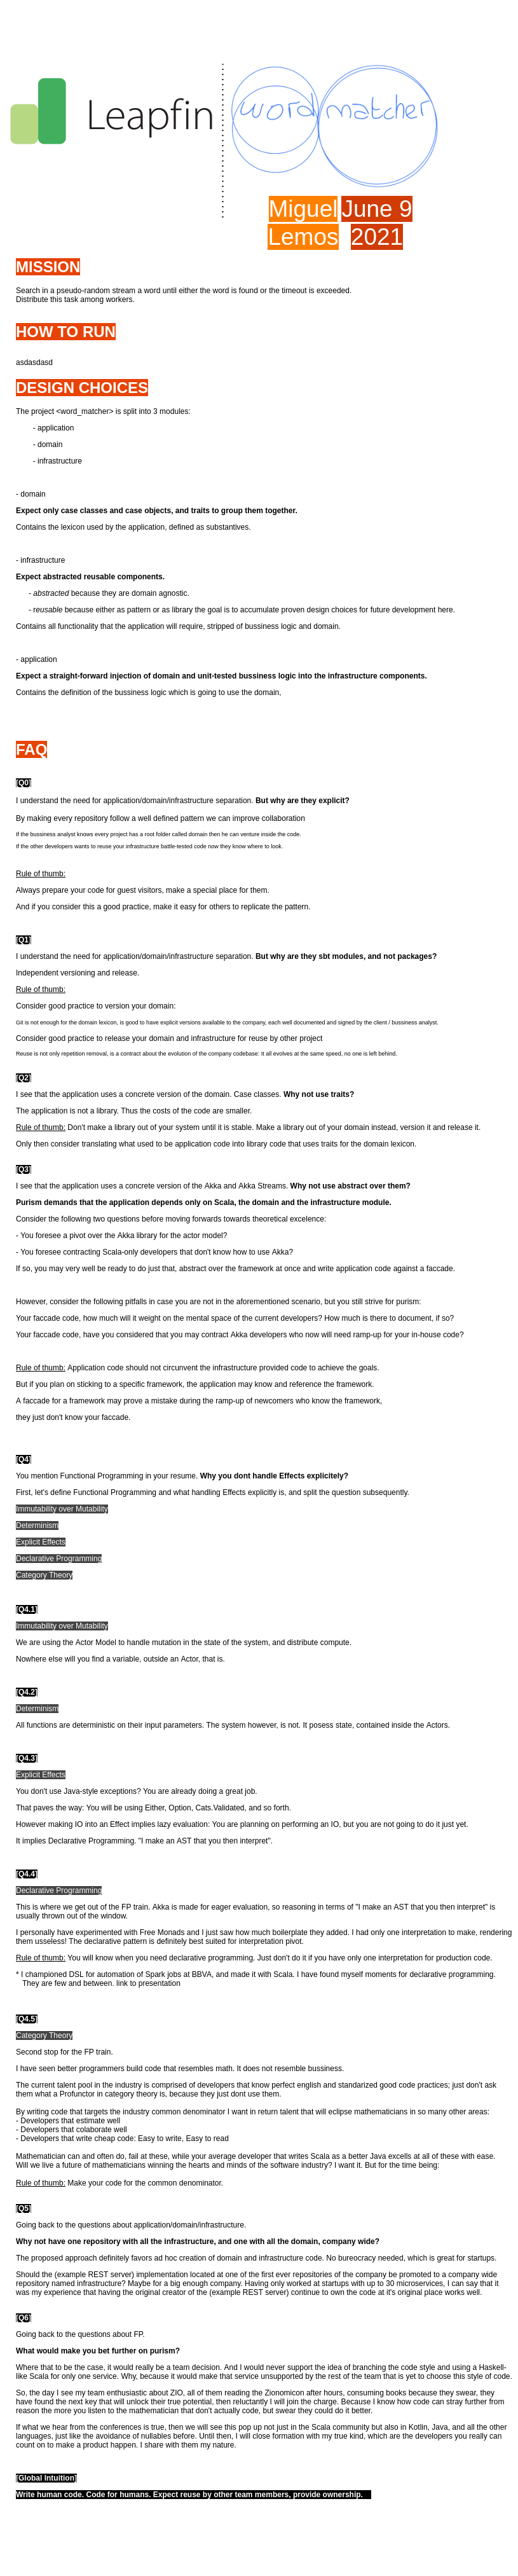 Leapfin
word matcher
Miguel Lemos
June 9 2021
MISSION
Search in a pseudo-random stream a word until either the word is found or the timeout is exceeded.
Distribute this task among workers.
HOW TO RUN
asdasdasd
DESIGN CHOICES
The project <word_matcher> is split into 3 modules:
- application
- domain
- infrastructure
- domain
Expect only case classes and case objects, and traits to group them together.
Contains the lexicon used by the application, defined as substantives.
- infrastructure
Expect abstracted reusable components.
- abstracted because they are domain agnostic.
- reusable because either as pattern or as library the goal is to accumulate proven design choices for future development here.
Contains all functionality that the application will require, stripped of bussiness logic and domain.
- application
Expect a straight-forward injection of domain and unit-tested bussiness logic into the infrastructure components.
Contains the definition of the bussiness logic which is going to use the domain,
FAQ
[Q0]
I understand the need for application/domain/infrastructure separation. But why are they explicit?
By making every repository follow a well defined pattern we can improve collaboration
If the bussiness analyst knows every project has a root folder called domain then he can venture inside the code.
If the other developers wants to reuse your infrastructure battle-tested code now they know where to look.
Rule of thumb:
Always prepare your code for guest visitors, make a special place for them.
And if you consider this a good practice, make it easy for others to replicate the pattern.
[Q1]
I understand the need for application/domain/infrastructure separation. But why are they sbt modules, and not packages?
Independent versioning and release.
Rule of thumb:
Consider good practice to version your domain:
Git is not enough for the domain lexicon, is good to have explicit versions available to the company, each well documented and signed by the client / bussiness analyst.
Consider good practice to release your domain and infrastructure for reuse by other project
Reuse is not only repetition removal, is a contract about the evolution of the company codebase: It all evolves at the same speed, no one is left behind.
[Q2]
I see that the application uses a concrete version of the domain. Case classes. Why not use traits?
The application is not a library. Thus the costs of the code are smaller.
Rule of thumb: Don't make a library out of your system until it is stable. Make a library out of your domain instead, version it and release it.
Only then consider translating what used to be application code into library code that uses traits for the domain lexicon.
[Q3]
I see that the application uses a concrete version of the Akka and Akka Streams. Why not use abstract over them?
Purism demands that the application depends only on Scala, the domain and the infrastructure module.
Consider the following two questions before moving forwards towards theoretical excelence:
- You foresee a pivot over the Akka library for the actor model?
- You foresee contracting Scala-only developers that don't know how to use Akka?
If so, you may very well be ready to do just that, abstract over the framework at once and write application code against a faccade.
However, consider the following pitfalls in case you are not in the aforementioned scenario, but you still strive for purism:
Your faccade code, how much will it weight on the mental space of the current developers? How much is there to document, if so?
Your faccade code, have you considered that you may contract Akka developers who now will need ramp-up for your in-house code?
Rule of thumb: Application code should not circunvent the infrastructure provided code to achieve the goals.
But if you plan on sticking to a specific framework, the application may know and reference the framework.
A faccade for a framework may prove a mistake during the ramp-up of newcomers who know the framework,
they just don't know your faccade.
[Q4]
You mention Functional Programming in your resume. Why you dont handle Effects explicitely?
First, let's define Functional Programming and what handling Effects explicitly is, and split the question subsequently.
Immutability over Mutability
Determinism
Explicit Effects
Declarative Programming
Category Theory
[Q4.1]
Immutability over Mutability
We are using the Actor Model to handle mutation in the state of the system, and distribute compute.
Nowhere else will you find a variable, outside an Actor, that is.
[Q4.2]
Determinism
All functions are deterministic on their input parameters. The system however, is not. It posess state, contained inside the Actors.
[Q4.3]
Explicit Effects
You don't use Java-style exceptions? You are already doing a great job.
That paves the way: You will be using Either, Option, Cats.Validated, and so forth.
However making IO into an Effect implies lazy evaluation: You are planning on performing an IO, but you are not going to do it just yet.
It implies Declarative Programming. "I make an AST that you then interpret".
[Q4.4]
Declarative Programming
This is where we get out of the FP train. Akka is made for eager evaluation, so reasoning in terms of "I make an AST that you then interpret" is
usually thrown out of the window.
I personally have experimented with Free Monads and I just saw how much boilerplate they added. I had only one interpretation to make, rendering
them usseless! The declarative pattern is definitely best suited for interpretation pivot.
Rule of thumb: You will know when you need declarative programming. Just don't do it if you have only one interpretation for production code.
* I championed DSL for automation of Spark jobs at BBVA, and made it with Scala. I have found myself moments for declarative programming.
They are few and between. link to presentation
[Q4.5]
Category Theory
Second stop for the FP train.
I have seen better programmers build code that resembles math. It does not resemble bussiness.
The current talent pool in the industry is comprised of developers that know perfect english and standarized good code practices; just don't ask
them what a Profunctor in category theory is, because they just dont use them.
By writing code that targets the industry common denominator I want in return talent that will eclipse mathematicians in so many other areas:
- Developers that estimate well
- Developers that colaborate well
- Developers that write cheap code: Easy to write, Easy to read
Mathematician can and often do, fail at these, while your average developer that writes Scala as a better Java excells at all of these with ease.
Will we live a future of mathematicians winning the hearts and minds of the software industry? I want it. But for the time being:
Rule of thumb: Make your code for the common denominator.
[Q5]
Going back to the questions about application/domain/infrastructure.
Why not have one repository with all the infrastructure, and one with all the domain, company wide?
The proposed approach definitely favors ad hoc creation of domain and infrastructure code. No bureocracy needed, which is great for startups.
Should the (example REST server) implementation located at one of the first ever repositories of the company be promoted to a company wide
repository named infrastructure? Maybe for a big enough company. Having only worked at startups with up to 30 microservices, I can say that it
was my experience that having the original creator of the (example REST server) continue to own the code at it's original place works well.
[Q6]
Going back to the questions about FP.
What would make you bet further on purism?
Where that to be the case, it would really be a team decision. And I would never support the idea of branching the code style and using a Haskell-
like Scala for only one service. Why, because it would make that service unsupported by the rest of the team that is yet to choose this style of code.
So, the day I see my team enthusiastic about ZIO, all of them reading the Zionomicon after hours, consuming books because they swear, they
have found the next key that will unlock their true potential, then reluctantly I will join the charge. Because I know how code can stray further from
reason the more you listen to the mathematician that don't actually code, but swear they could do it better.
If what we hear from the conferences is true, then we will see this pop up not just in the Scala community but also in Kotlin, Java, and all the other
languages, just like the avoidance of nullables before. Until then, I will close formation with my true kind, which are the developers you really can
count on to make a product happen. I share with them my nature.
[Global Intuition]
Write human code. Code for humans. Expect reuse by other team members, provide ownership.